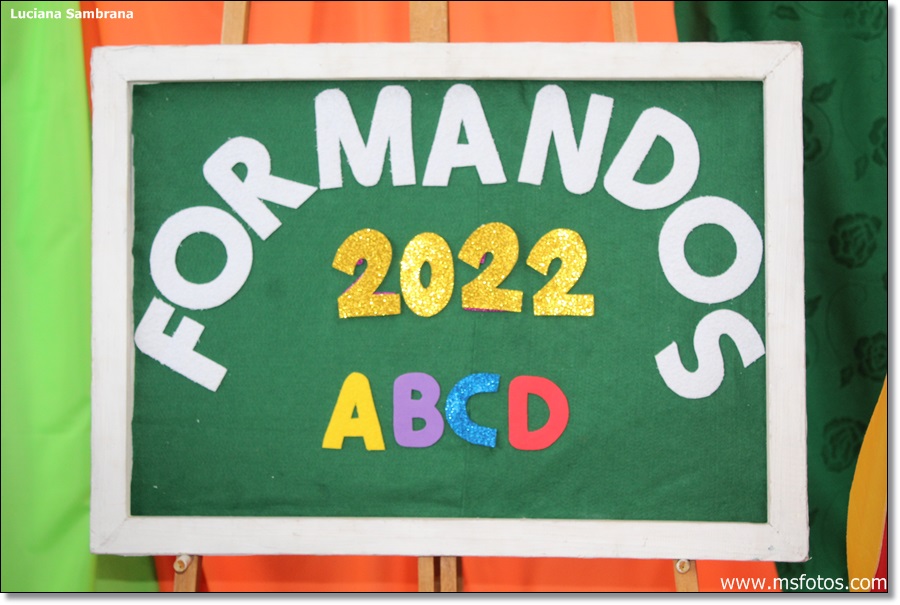 Luciana Sambrana
FORMANDOS
2022
ABCD
www.msfotos.com